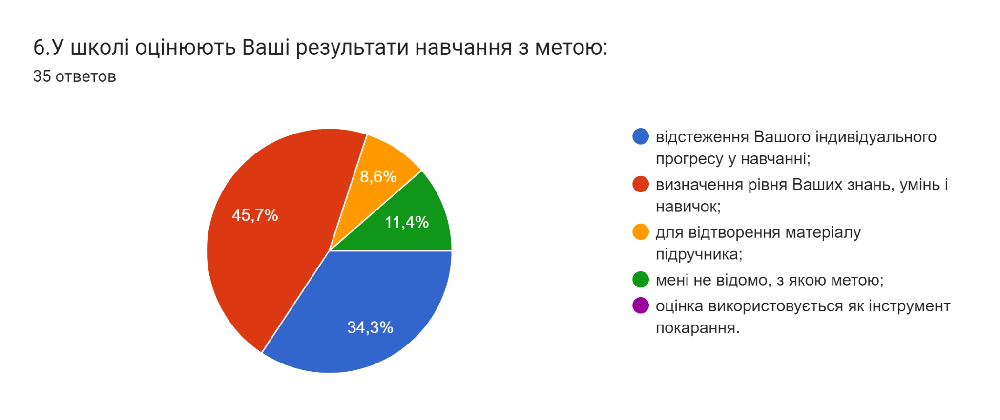 6.У школі оцінюють Ваші результати навчання з метою:
35 ответов
8,6%
45,7%
11,4%
34,3%
відстеження Вашого індивідуального
прогресу у навчанні;
визначення рівня Ваших знань, умінь і
навичок;
для відтворення матеріалу
підручника;
мені не відомо, з якою метою;
оцінка використовується як інструмент
покарання.